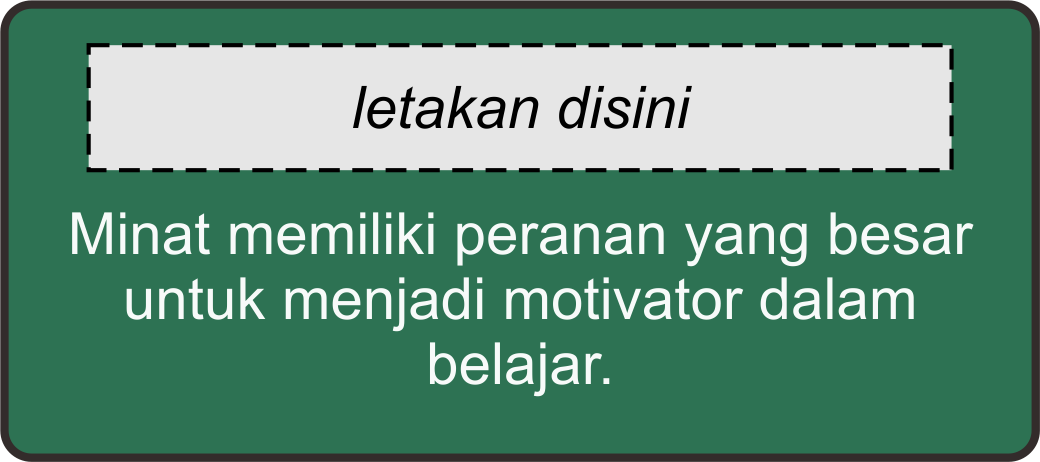 letakan disini
Minat memiliki peranan yang besar
untuk menjadi motivator dalam
belajar.